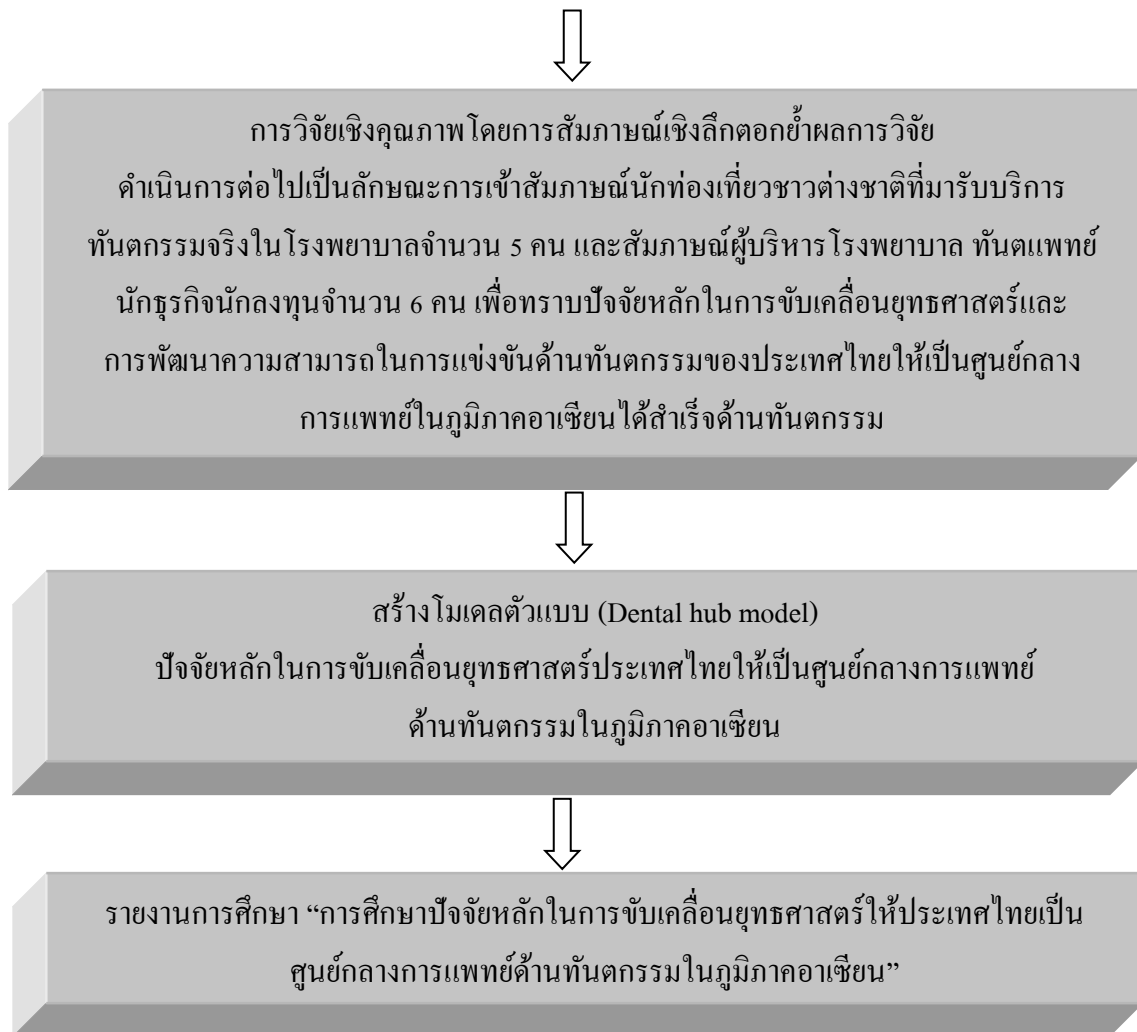 การวิจัยเชิงคุณภาพโดยการสัมภาษณ์เชิงลึกตอกย้ำผลการวิจัย
ดำเนินการต่อไปเป็นลักษณะการเข้าสัมภาษณ์นักท่องเที่ยวชาวต่างชาติที่มารับบริการ
ทันตกรรมจริงในโรงพยาบาลจำนวน 5 คน และสัมภาษณ์ผู้บริหารโรงพยาบาล ทันตแพทย์
นักธุรกิจนักลงทุนจำนวน 6 คน เพื่อทราบปัจจัยหลักในการขับเคลื่อนยุทธศาสตร์และ
การพัฒนาความสามารถในการแข่งขันด้านทันตกรรมของประเทศไทยให้เป็นศูนย์กลาง
การแพทย์ในภูมิภาคอาเซียนได้สำเร็จด้านทันตกรรม
สร้างโมเดลตัวแบบ (Dental hub model)
ปัจจัยหลักในการขับเคลื่อนยุทธศาสตร์ประเทศไทยให้เป็นศูนย์กลางการแพทย์
ด้านทันตกรรมในภูมิภาคอาเซียน
รายงานการศึกษา “การศึกษาปัจจัยหลักในการขับเคลื่อนยุทธศาสตร์ให้ประเทศไทยเป็น
ศูนย์กลางการแพทย์ด้านทันตกรรมในภูมิภาคอาเซียน”